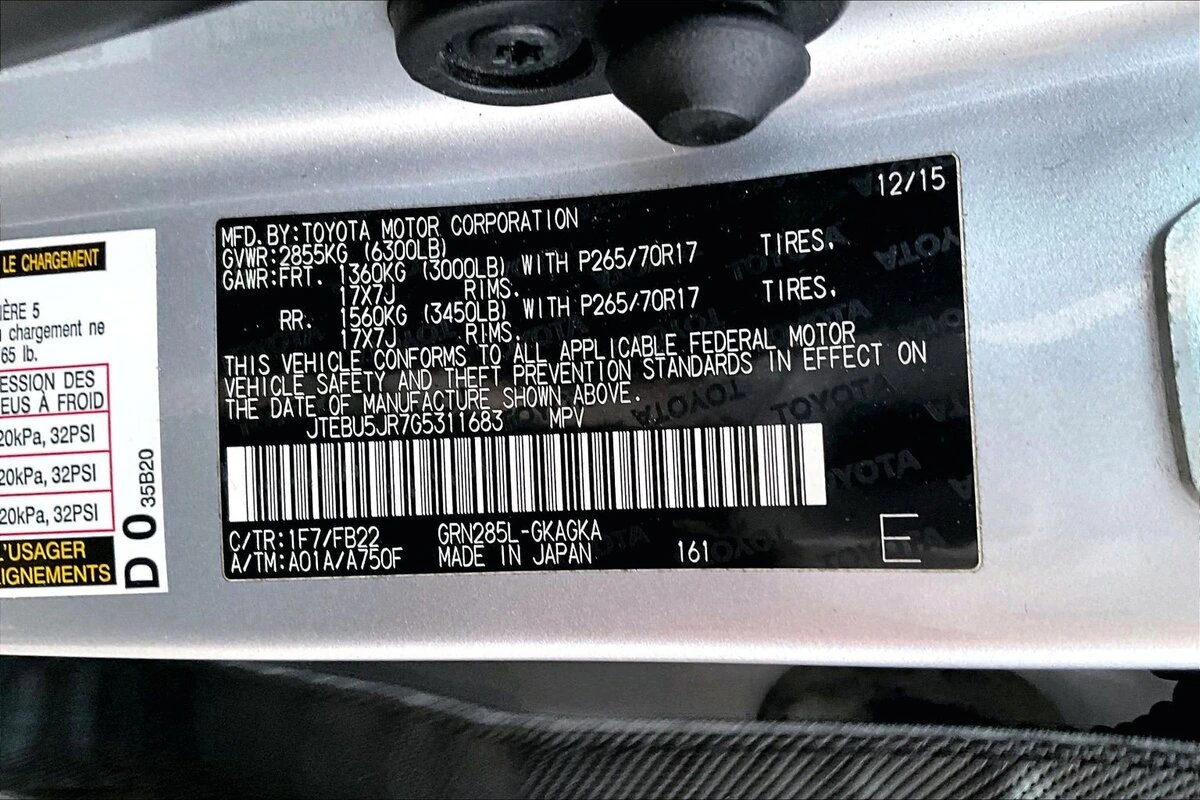 LE CHARGEMENT
IÈRE 5
chargement ne
65 lb.
ESSION DES
EUS À FROID
20kPa, 32PSI
20kPa, 32PSI
20kPa, 32PSI
L'USAGER
IGNEMENTS
D 0 35B20
12/15
MFD.BY:TOYOTA MOTOR CORPORATION
GVWR:2855KG (6300LB)
GAWR:FRT. 1360KG (3000LB) WITH P265/70R17 TIRES,
17X7J RIMS.
RR. 1560KG (3450LB) WITH P265/70R17 TIRES,
17X7J RIMS.
THIS VEHICLE CONFORMS TO ALL APPLICABLE FEDERAL MOTOR
VEHICLE SAFETY AND THEFT PREVENTION STANDARDS IN EFFECT ON
THE DATE OF MANUFACTURE SHOWN ABOVE.
JTEBU5JR7G5311683 MPV
C/TR:1F7/FB22 GRN285L-GKAGKA
A/TM:A01A/A750F MADE IN JAPAN 161 E